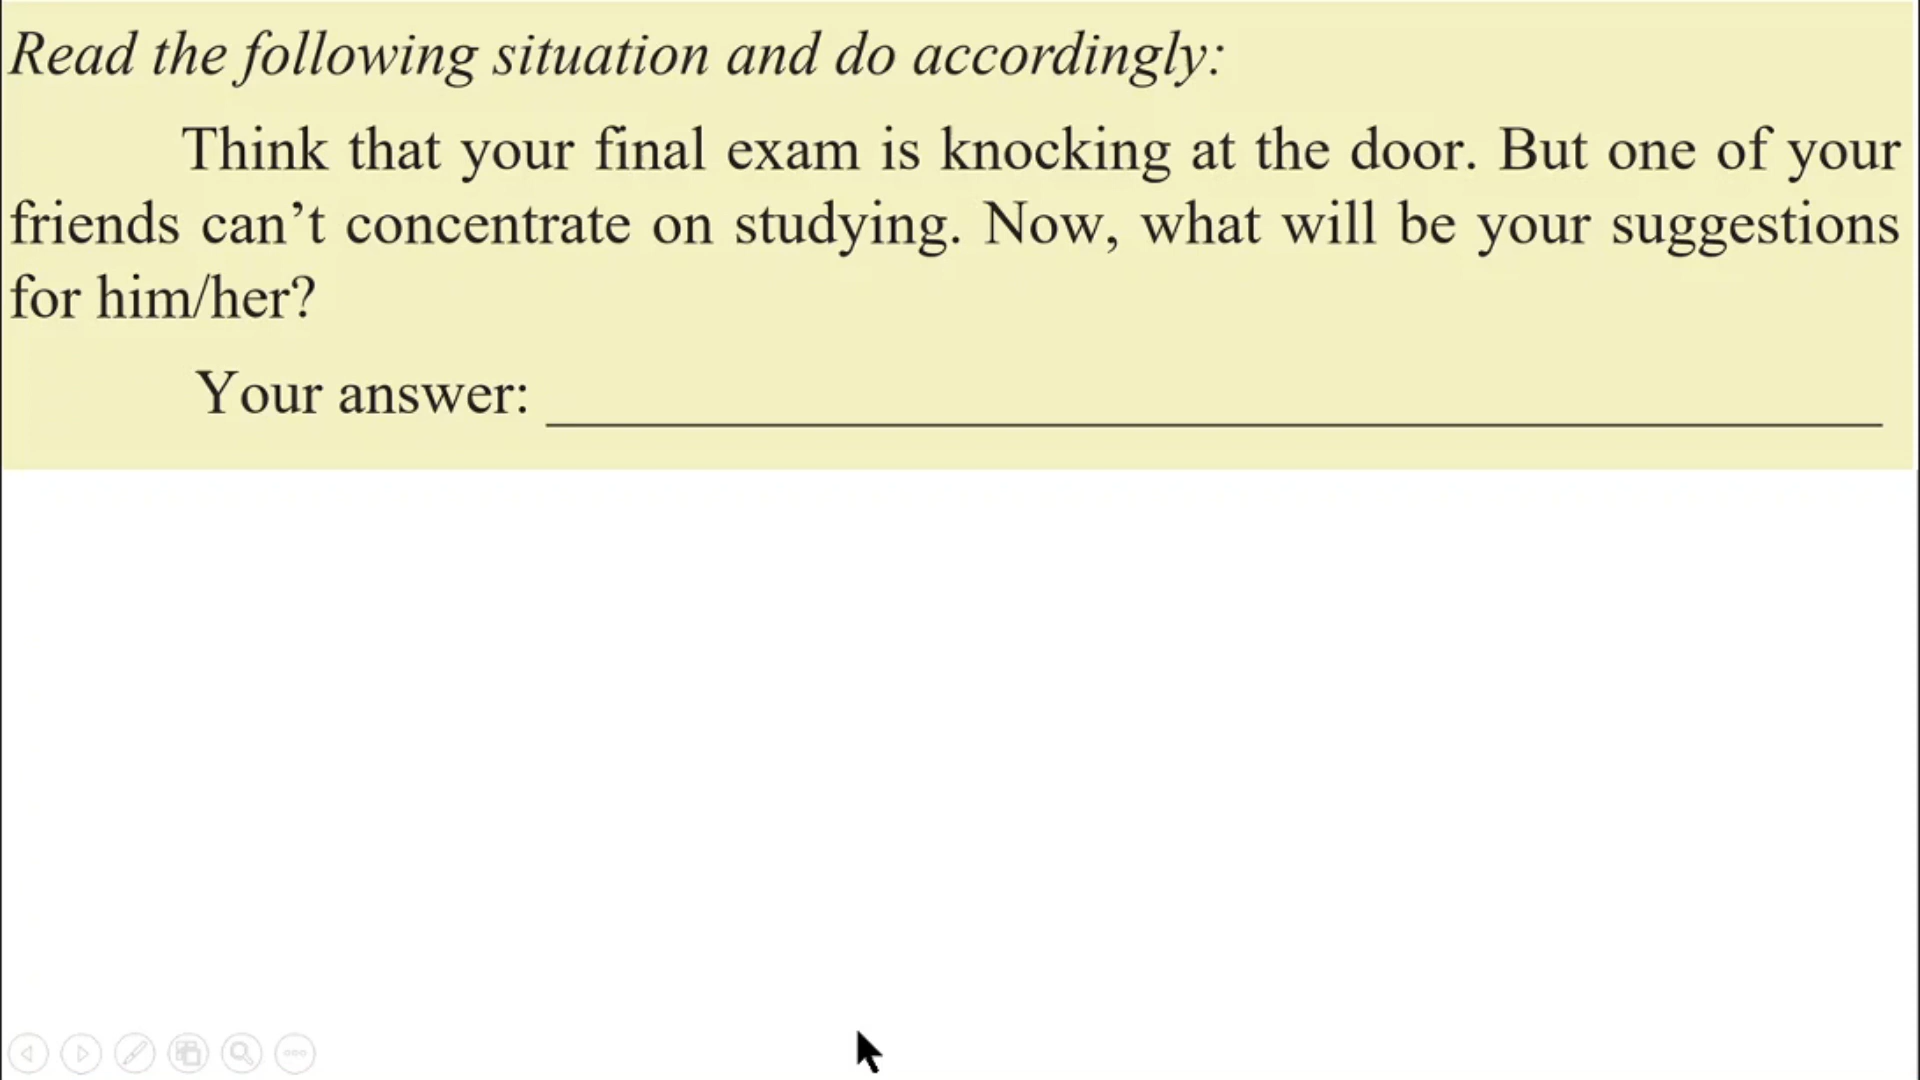 Read the following situation and do accordingly:
Think that your final exam is knocking at the door. But one of your
friends can’t concentrate on studying. Now, what will be your suggestions
for him/her?
Your answer: